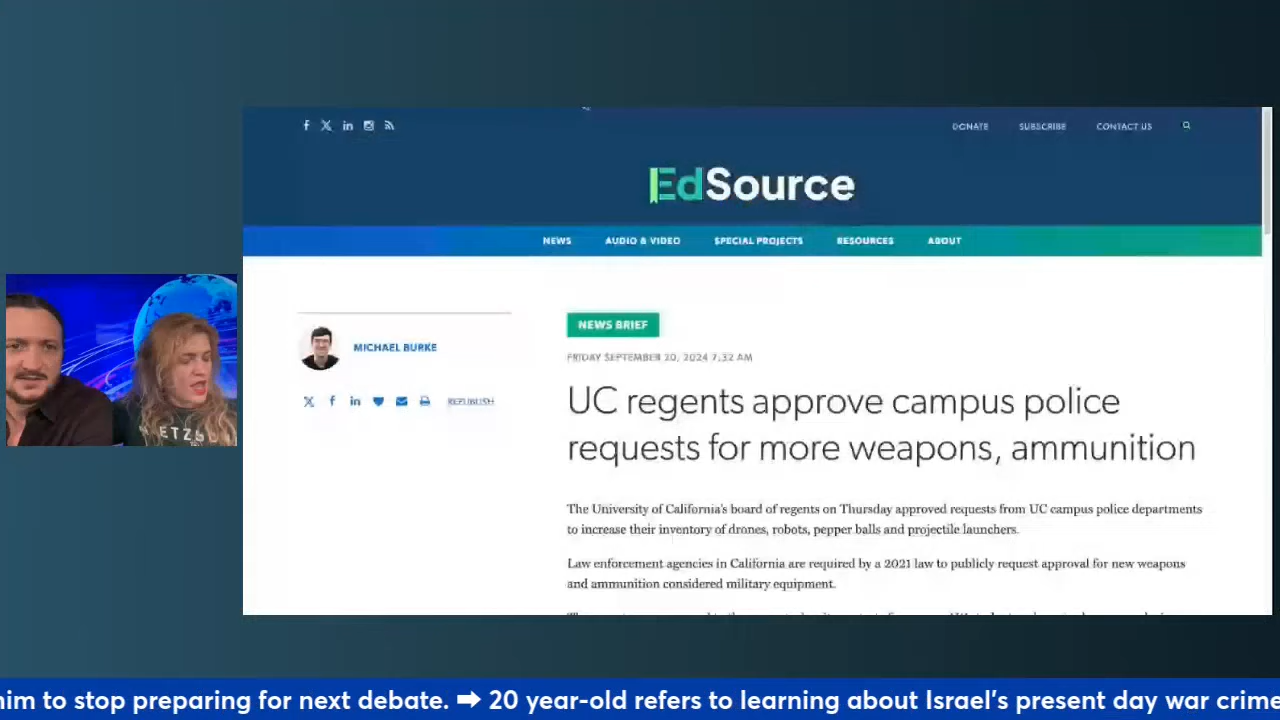 DONATE SUBSCRIBE CONTACT US
EdSource
NEWS AUDIO & VIDEO SPECIAL PROJECTS RESOURCES ABOUT
MICHAEL BURKE
REPUBLISH
NEWS BRIEF
FRIDAY SEPTEMBER 20, 2024 7:32 AM
UC regents approve campus police
requests for more weapons, ammunition
The University of California's board of regents on Thursday approved requests from UC campus police departments
to increase their inventory of drones, robots, pepper balls and projectile launchers.
Law enforcement agencies in California are required by a 2021 law to publicly request approval for new weapons
and ammunition considered military equipment.
him to stop preparing for next debate. ➡ 20 year-old refers to learning about Israel's present day war crime